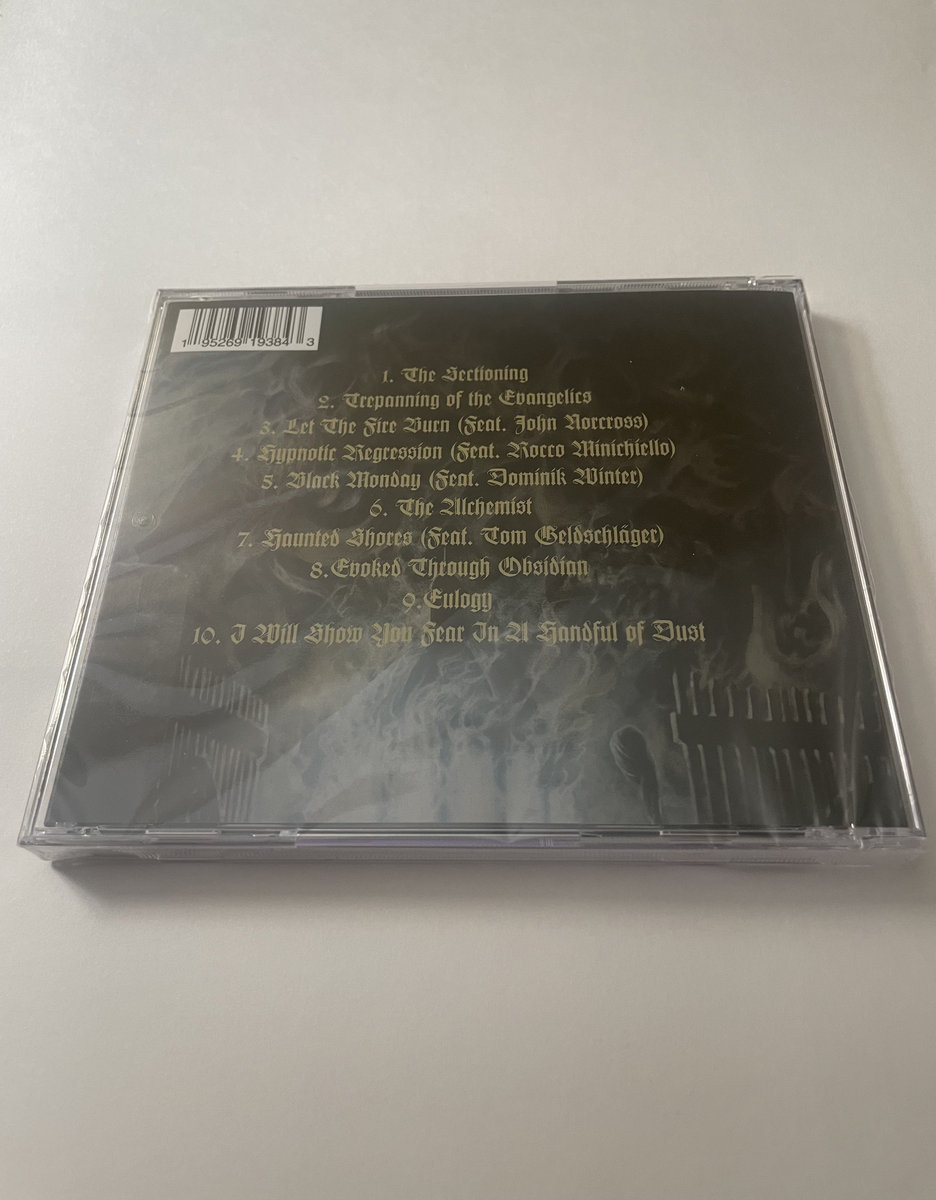 1 95269 19384 3
1. The Sectioning
2. Trepanning of the Evangelics
3. Let The Fire Burn (Feat. John Norcross)
4. Hypnotic Regression (Feat. Rocco Minichiello)
5. Black Monday (Feat. Dominik Winter)
6. The Alchemist
7. Haunted Shores (Feat. Tom Geldschläger)
8. Evoked Through Obsidian
9. Eulogy
10. I Will Show You Fear In A Handful of Dust